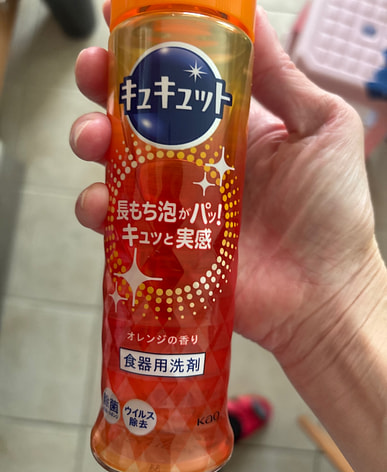 キュキュット
長もち泡がパッ!
キュッと実感
オレンジの香り
食器用洗剤
除菌
ウイルス
除去
Kao